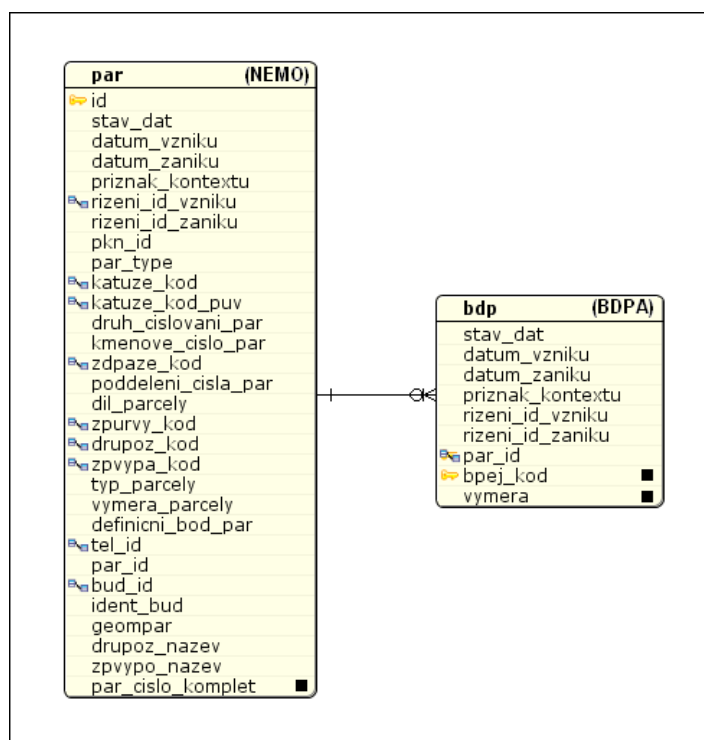 par (NEMO)
id
stav_dat
datum_vzniku
datum_zaniku
priznak_kontextu
rizeni_id_vzniku
rizeni_id_zaniku
pkn_id
par_type
katuze_kod
katuze_kod_puv
druh_cislovani_par
kmenove_cislo_par
zdpaze_kod
poddeleni_cisla_par
dil_parcely
zpurvy_kod
drupoz_kod
zpvypa_kod
typ_parcely
vymera_parcely
definicni_bod_par
tel_id
par_id
bud_id
ident_bud
geompar
drupoz_nazev
zpvypo_nazev
par_cislo_komplet
bdp (BDPA)
stav_dat
datum_vzniku
datum_zaniku
priznak_kontextu
rizeni_id_vzniku
rizeni_id_zaniku
par_id
bpej_kod
vymera